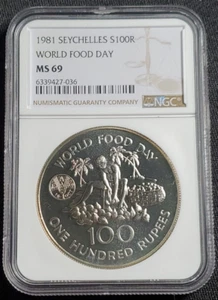 1981 SEYCHELLES S100R
WORLD FOOD DAY
MS 69
6339427-036
NUMISMATIC GUARANTY COMPANY
NGC
WORLD FOOD DAY
100
ONE HUNDRED RUPEES